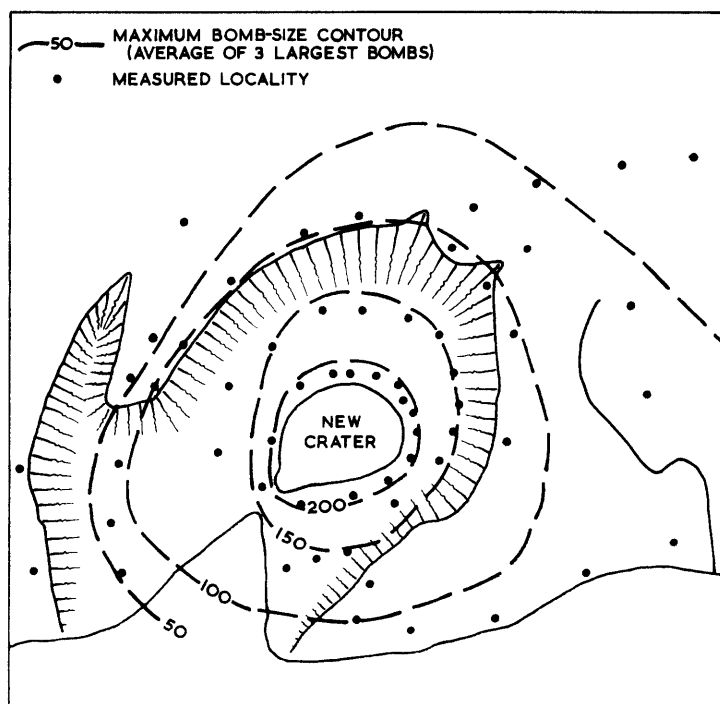 50
MAXIMUM BOMB-SIZE CONTOUR
(AVERAGE OF 3 LARGEST BOMBS)
MEASURED LOCALITY
NEW
CRATER
200
150
100
50